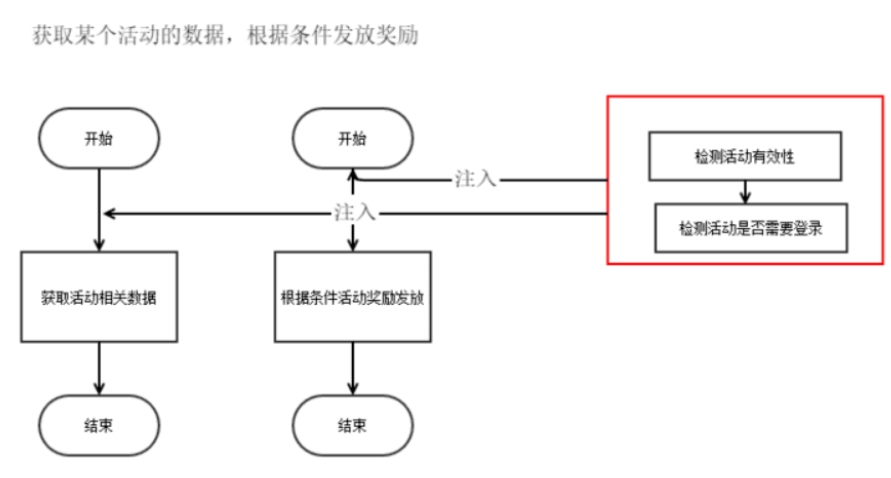 获取某个活动的数据，根据条件发放奖励
开始
开始
检测活动有效性
注入
注入
检测活动是否需要登录
获取活动相关数据
根据条件活动奖励发放
结束
结束